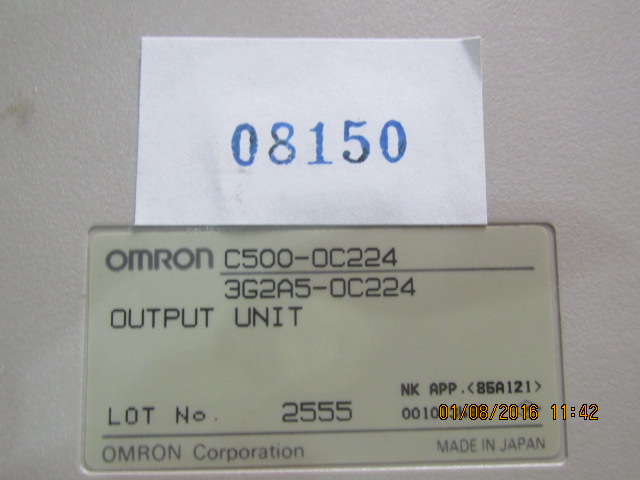 08150
OMRON C500-OC224
3G2A5-OC224
OUTPUT UNIT
NK APP.<85A121>
LOT No. 2555
01/08/2016 11:42
OMRON Corporation MADE IN JAPAN